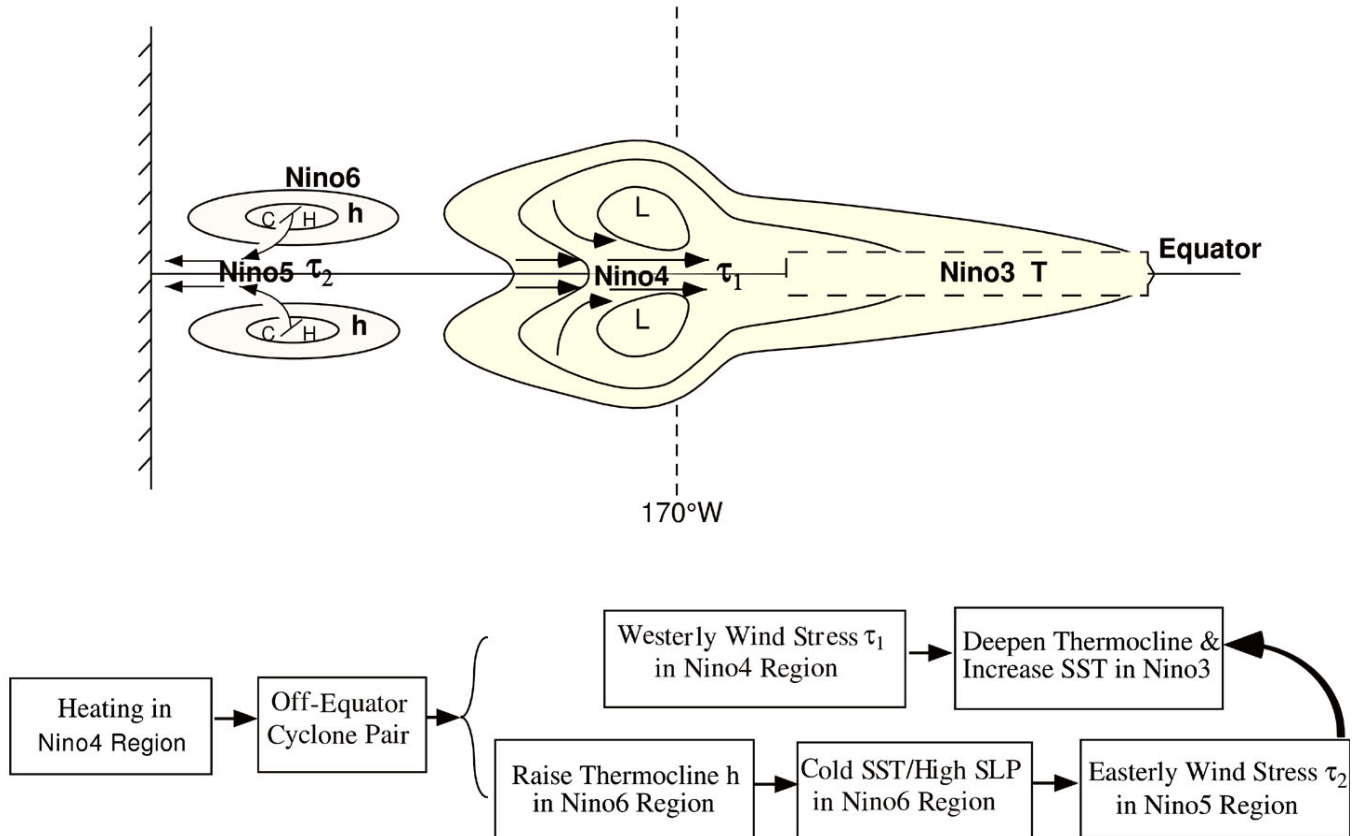 Nino6
C H h
Equator
Nino5 τ2
Nino4 τ1
Nino3 T
L
C H h
L
170°W
Westerly Wind Stress τ1
in Nino4 Region
Deepen Thermocline &
Increase SST in Nino3
Heating in
Nino4 Region
Off-Equator
Cyclone Pair
Raise Thermocline h
in Nino6 Region
Cold SST/High SLP
in Nino6 Region
Easterly Wind Stress τ2
in Nino5 Region